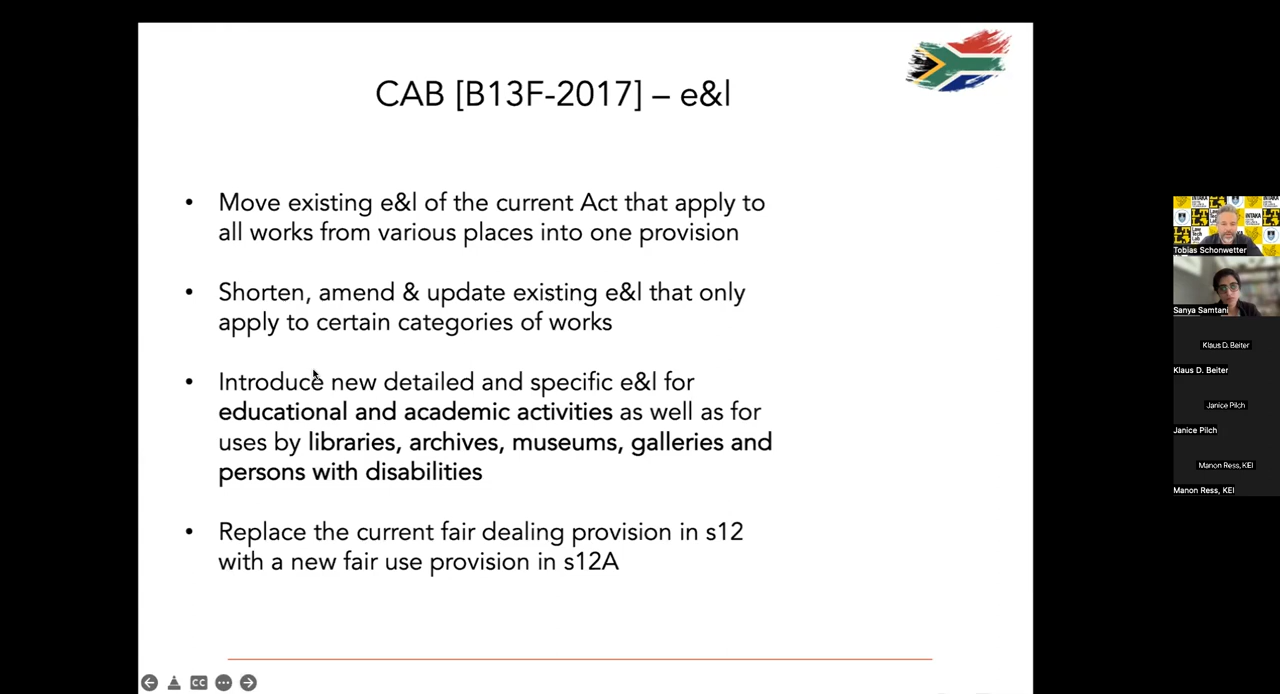 CAB [B13F-2017] – e&l
• Move existing e&l of the current Act that apply to
all works from various places into one provision
• Shorten, amend & update existing e&l that only
apply to certain categories of works
• Introduce new detailed and specific e&l for
educational and academic activities as well as for
uses by libraries, archives, museums, galleries and
persons with disabilities
• Replace the current fair dealing provision in s12
with a new fair use provision in s12A
CC
INTAKA
Tobias Schonwetter
Sanya Samtani
Klaus D. Beiter
Klaus D. Beiter
Janice Pilch
Janice Pilch
Manon Ress, KEI
Manon Ress, KEI